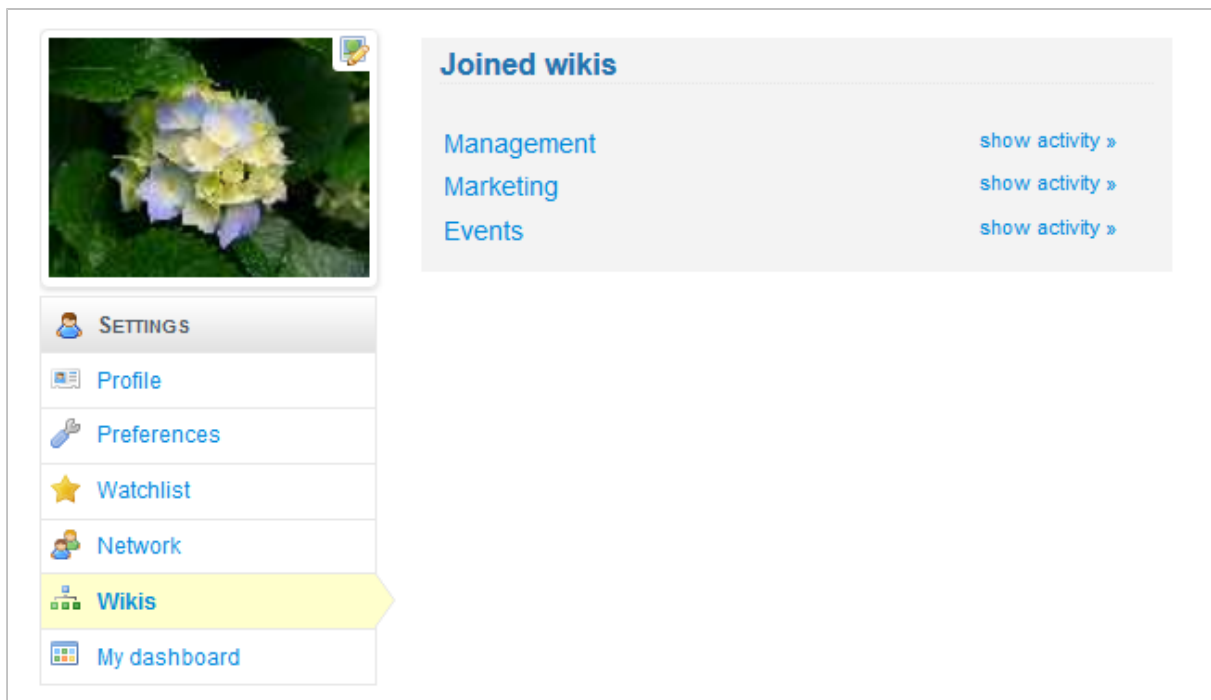 Joined wikis
Management show activity »
Marketing show activity »
Events show activity »
SETTINGS
Profile
Preferences
Watchlist
Network
Wikis
My dashboard